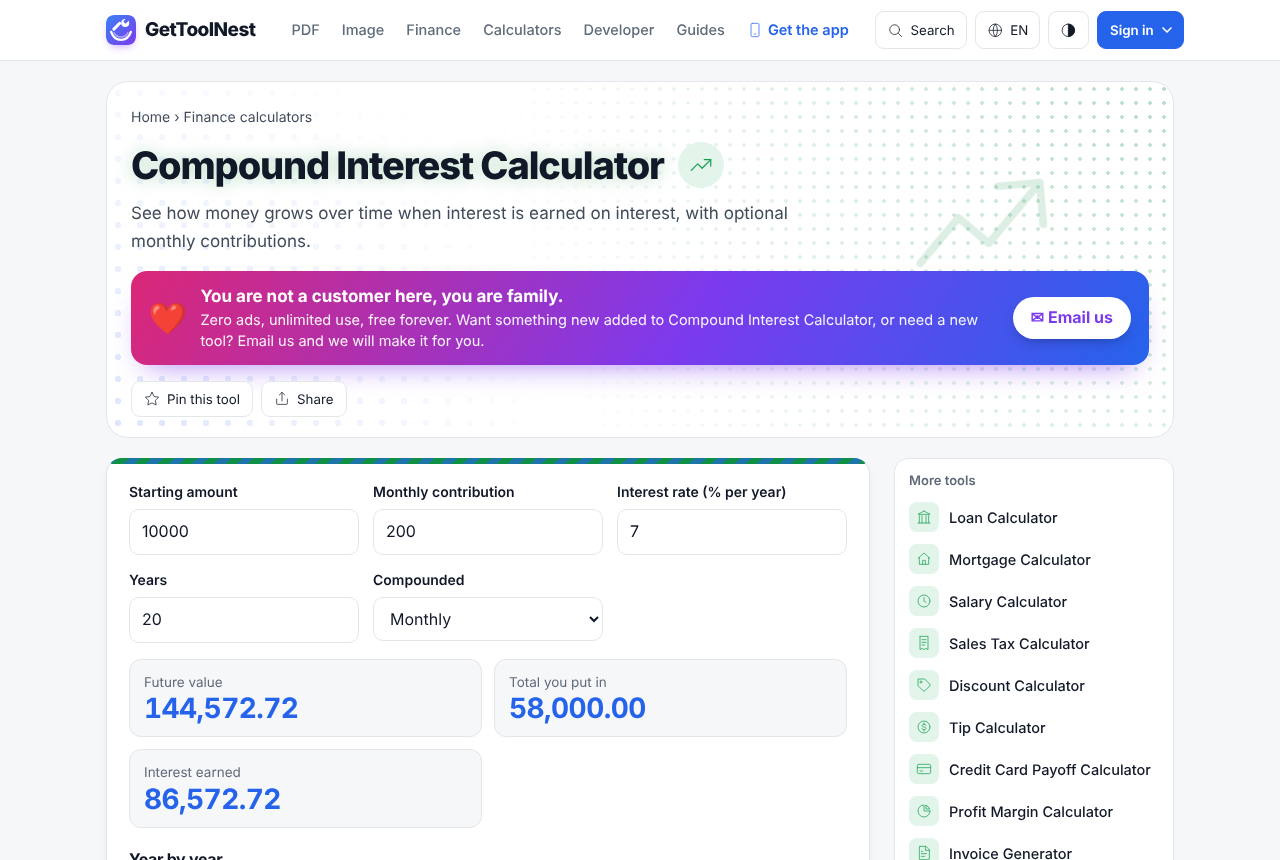 GetToolNest
PDF
Image
Finance
Calculators
Developer
Guides
Get the app
Search
EN
Sign in
Home › Finance calculators
Compound Interest Calculator
See how money grows over time when interest is earned on interest, with optional
monthly contributions.
You are not a customer here, you are family.
Zero ads, unlimited use, free forever. Want something new added to Compound Interest Calculator, or need a new
tool? Email us and we will make it for you.
✉ Email us
Pin this tool
Share
Starting amount
Monthly contribution
Interest rate (% per year)
10000
200
7
Years
Compounded
20
Monthly
Future value
144,572.72
Total you put in
58,000.00
Interest earned
86,572.72
Year by year
More tools
Loan Calculator
Mortgage Calculator
Salary Calculator
Sales Tax Calculator
Discount Calculator
Tip Calculator
Credit Card Payoff Calculator
Profit Margin Calculator
Invoice Generator